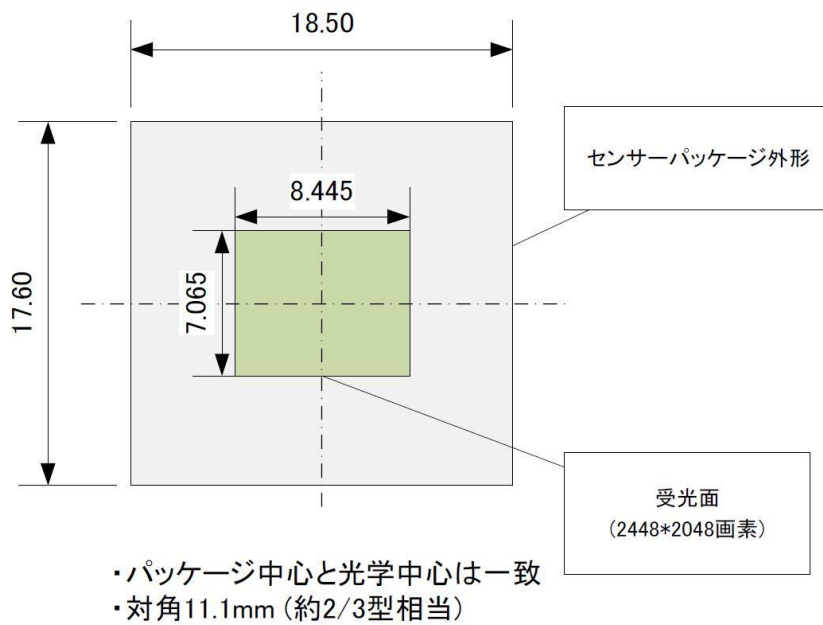 18.50
センサーパッケージ外形
8.445
17.60
7.065
受光面
(2448*2048画素)
・パッケージ中心と光学中心は一致
・対角11.1mm (約2/3型相当)